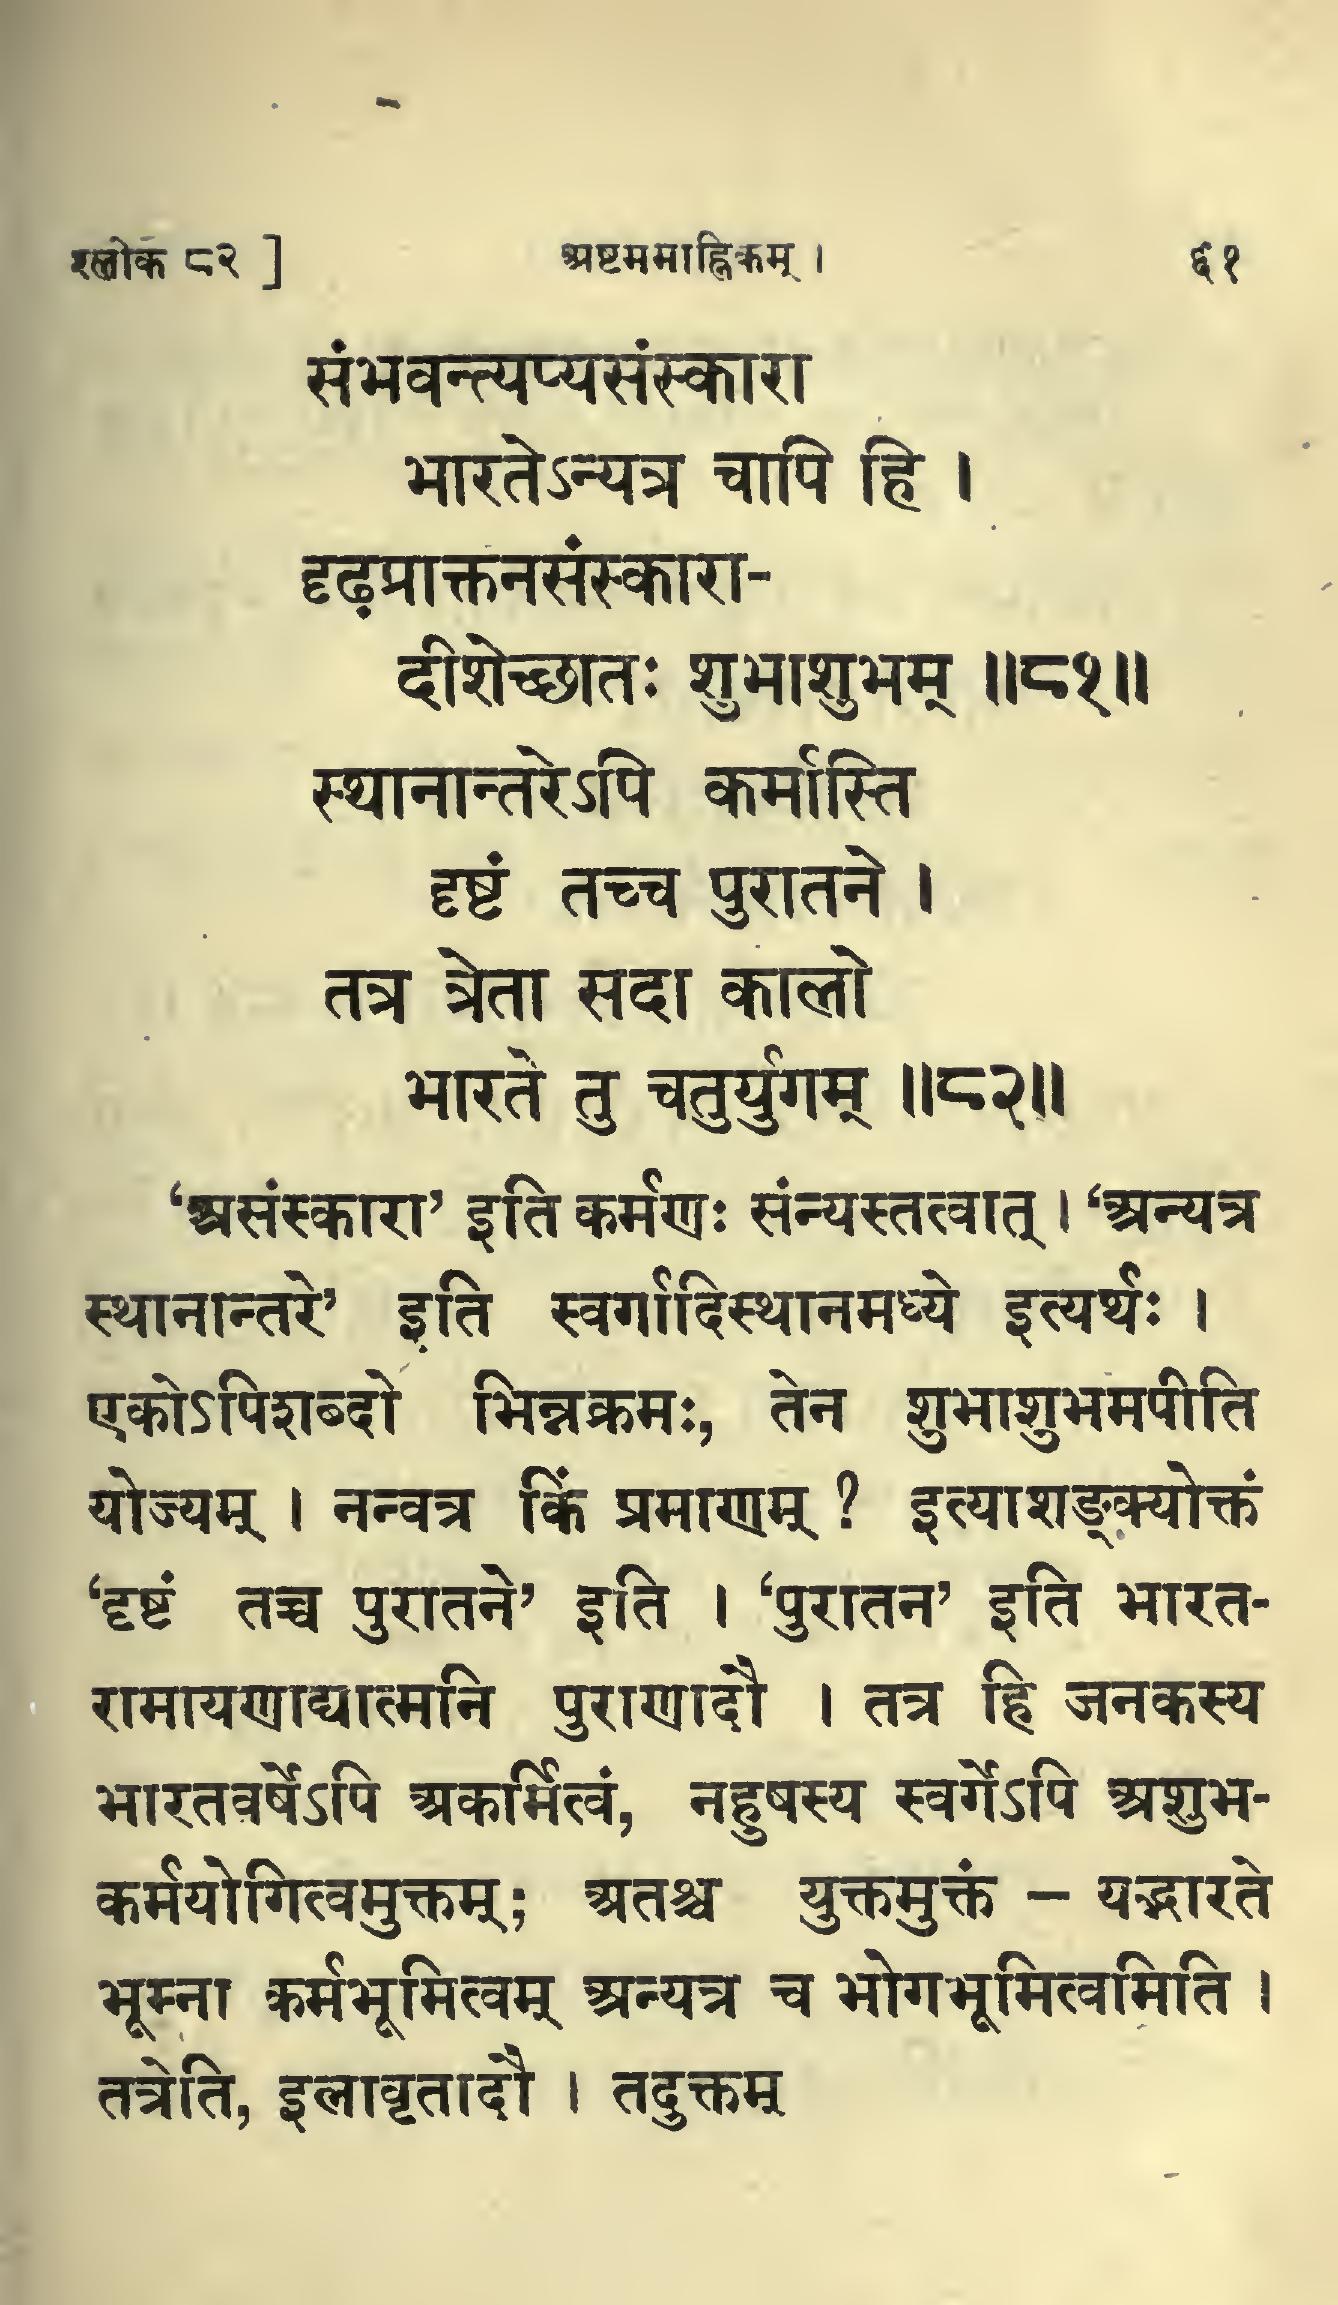 श्लोक ८२ ] अष्टममाह्निकम् । ६१
संभवन्त्यप्यसंस्कारा
भारतेऽन्यत्र चापि हि ।
दृढप्राक्तनसंस्कारा-
दीशेच्छातः शुभाशुभम् ॥८१॥
स्थानान्तरेऽपि कर्मास्ति
दृष्टं तच्च पुरातने ।
तत्र त्रेता सदा कालो
भारते तु चतुर्युगम् ॥८२॥
‘असंस्कारा’ इति कर्मणः संन्यस्तत्वात् । ‘अन्यत्र
स्थानान्तरे’ इति स्वर्गादिस्थानमध्ये इत्यर्थः ।
एकोऽपिशब्दो भिन्नक्रमः, तेन शुभाशुभमपीति
योज्यम् । नन्वत्र किं प्रमाणम् ? इत्याशङ्क्योक्तं
‘दृष्टं तच्च पुरातने’ इति । ‘पुरातन’ इति भारत-
रामायणाद्यात्मनि पुराणादौ । तत्र हि जनकस्य
भारतवर्षेऽपि अकर्मित्वं, नहुषस्य स्वर्गेऽपि अशुभ-
कर्मयोगित्वमुक्तम्; अतश्च युक्तमुक्तं – यद्भारते
भूम्ना कर्मभूमित्वम् अन्यत्र च भोगभूमित्वमिति ।
तत्रेति, इलावृतादौ । तदुक्तम्